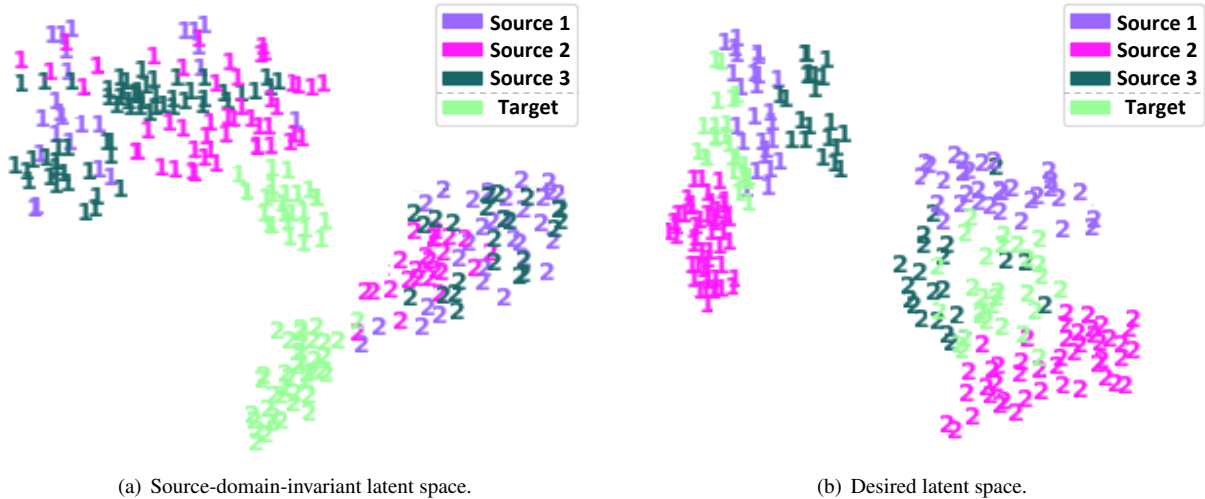 Source 1
Source 2
Source 3
Target
Source 1
Source 2
Source 3
Target
(a) Source-domain-invariant latent space.
(b) Desired latent space.